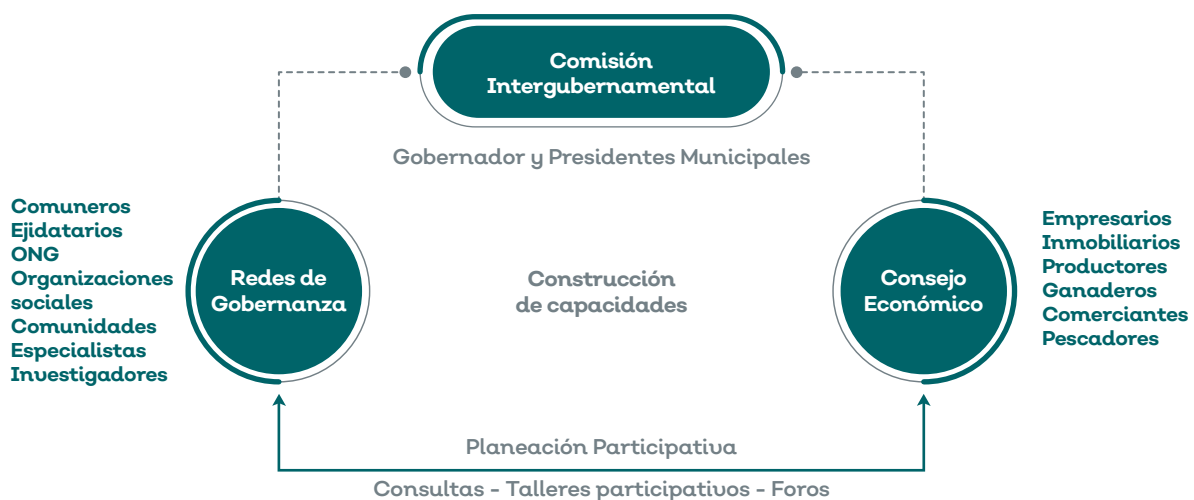 Comisión
Intergubernamental
Gobernador y Presidentes Municipales
Comuneros
Ejidatarios
ONG
Organizaciones
sociales
Comunidades
Especialistas
Investigadores
Redes de
Gobernanza
Construcción
de capacidades
Consejo
Económico
Empresarios
Inmobiliarios
Productores
Ganaderos
Comerciantes
Pescadores
Planeación Participativa
Consultas - Talleres participativos - Foros